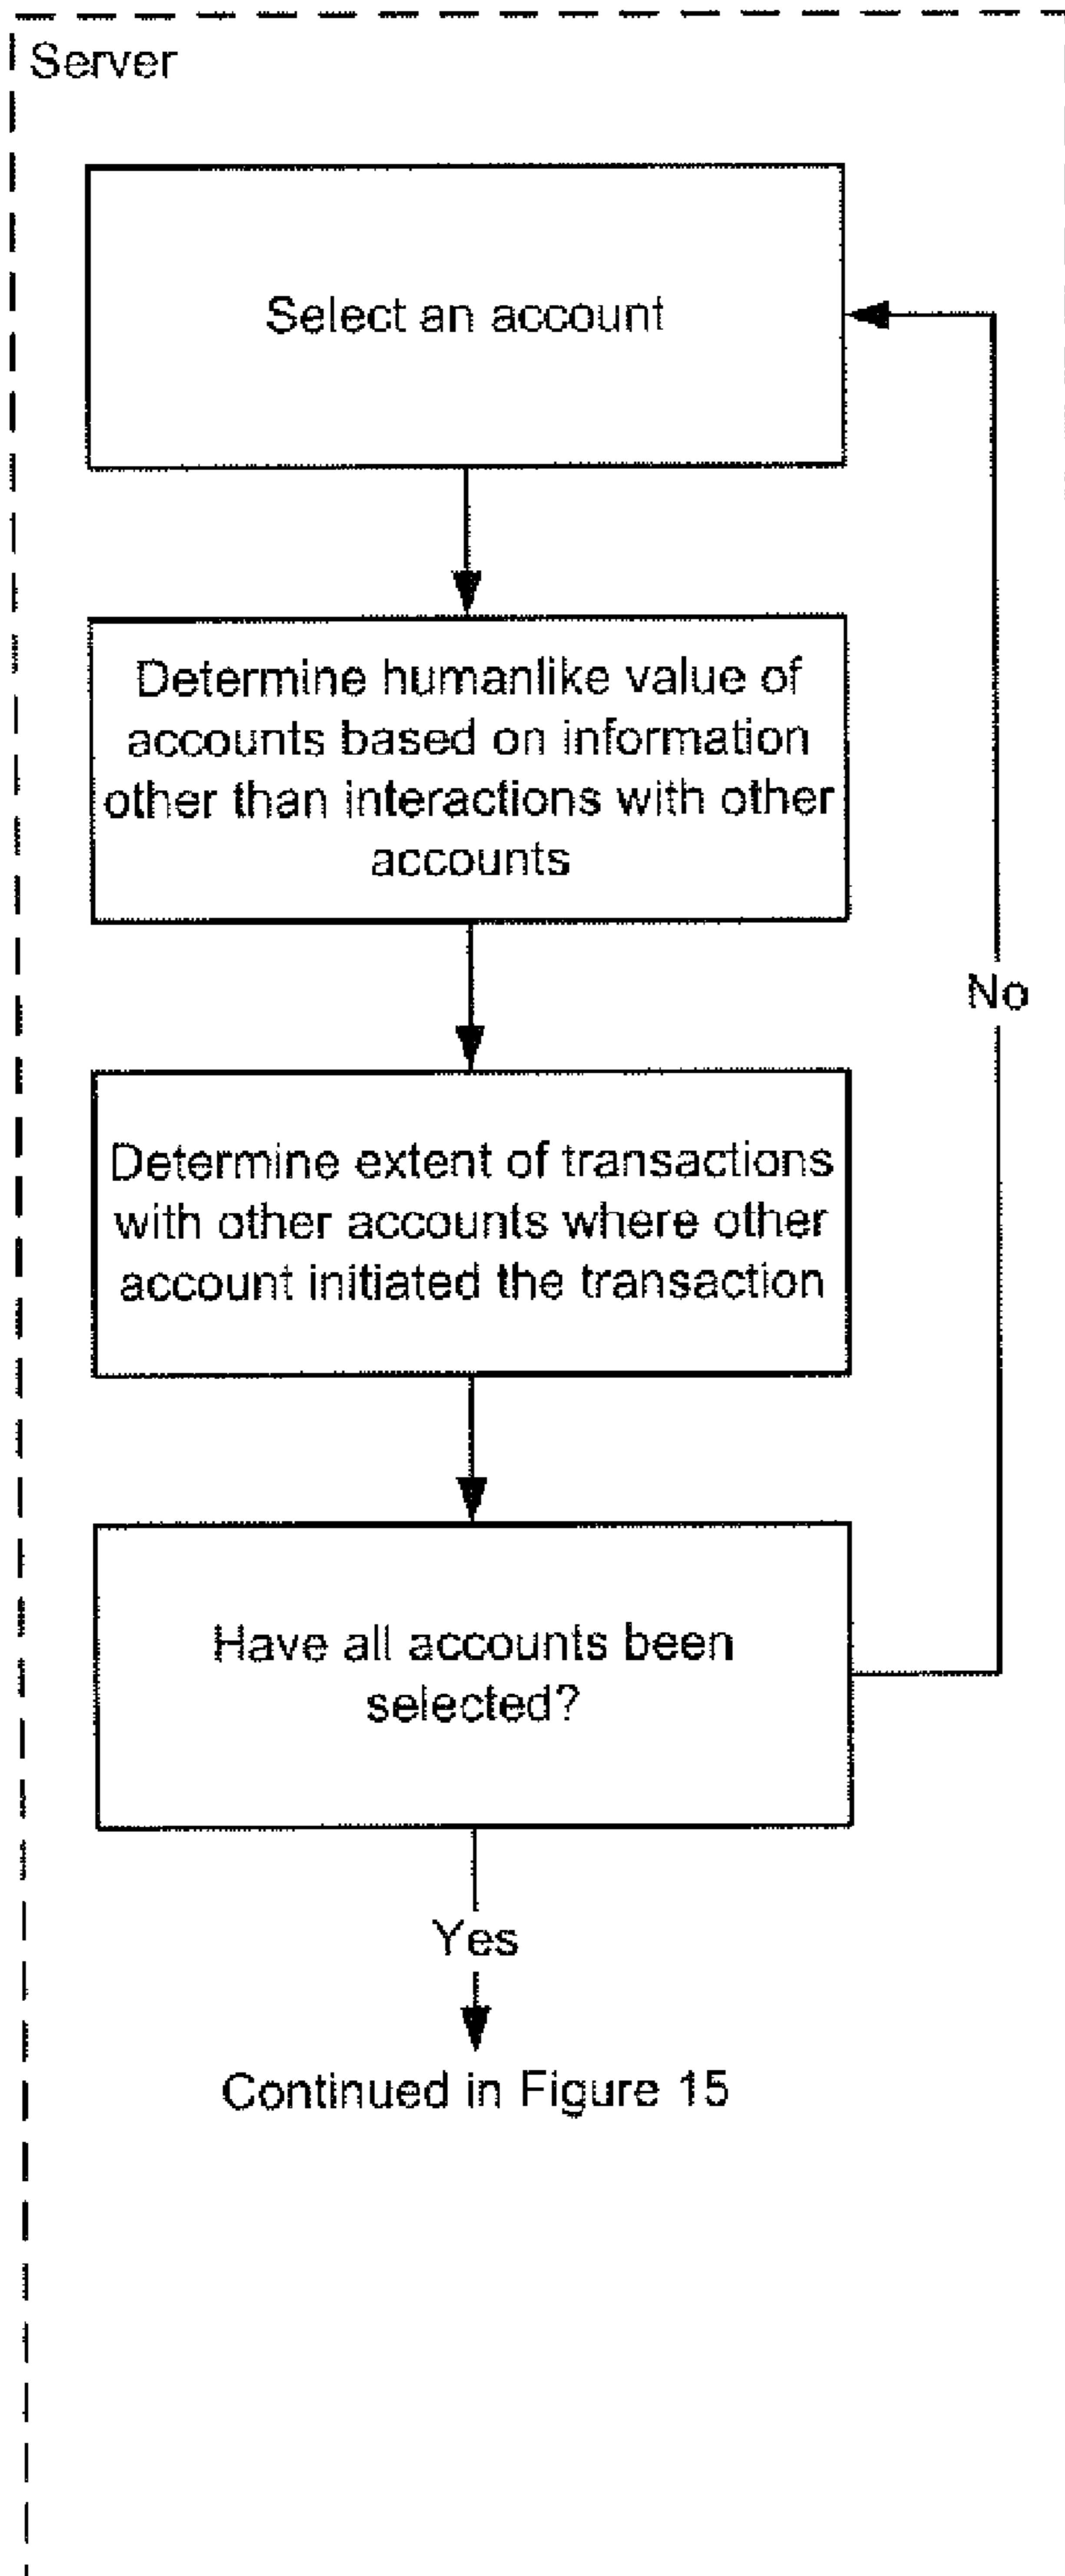 Server
Select an account
Determine humanlike value of
accounts based on information
other than interactions with other
accounts
No
Determine extent of transactions
with other accounts where other
account initiated the transaction
Have all accounts been
selected?
Yes
Continued in Figure 15